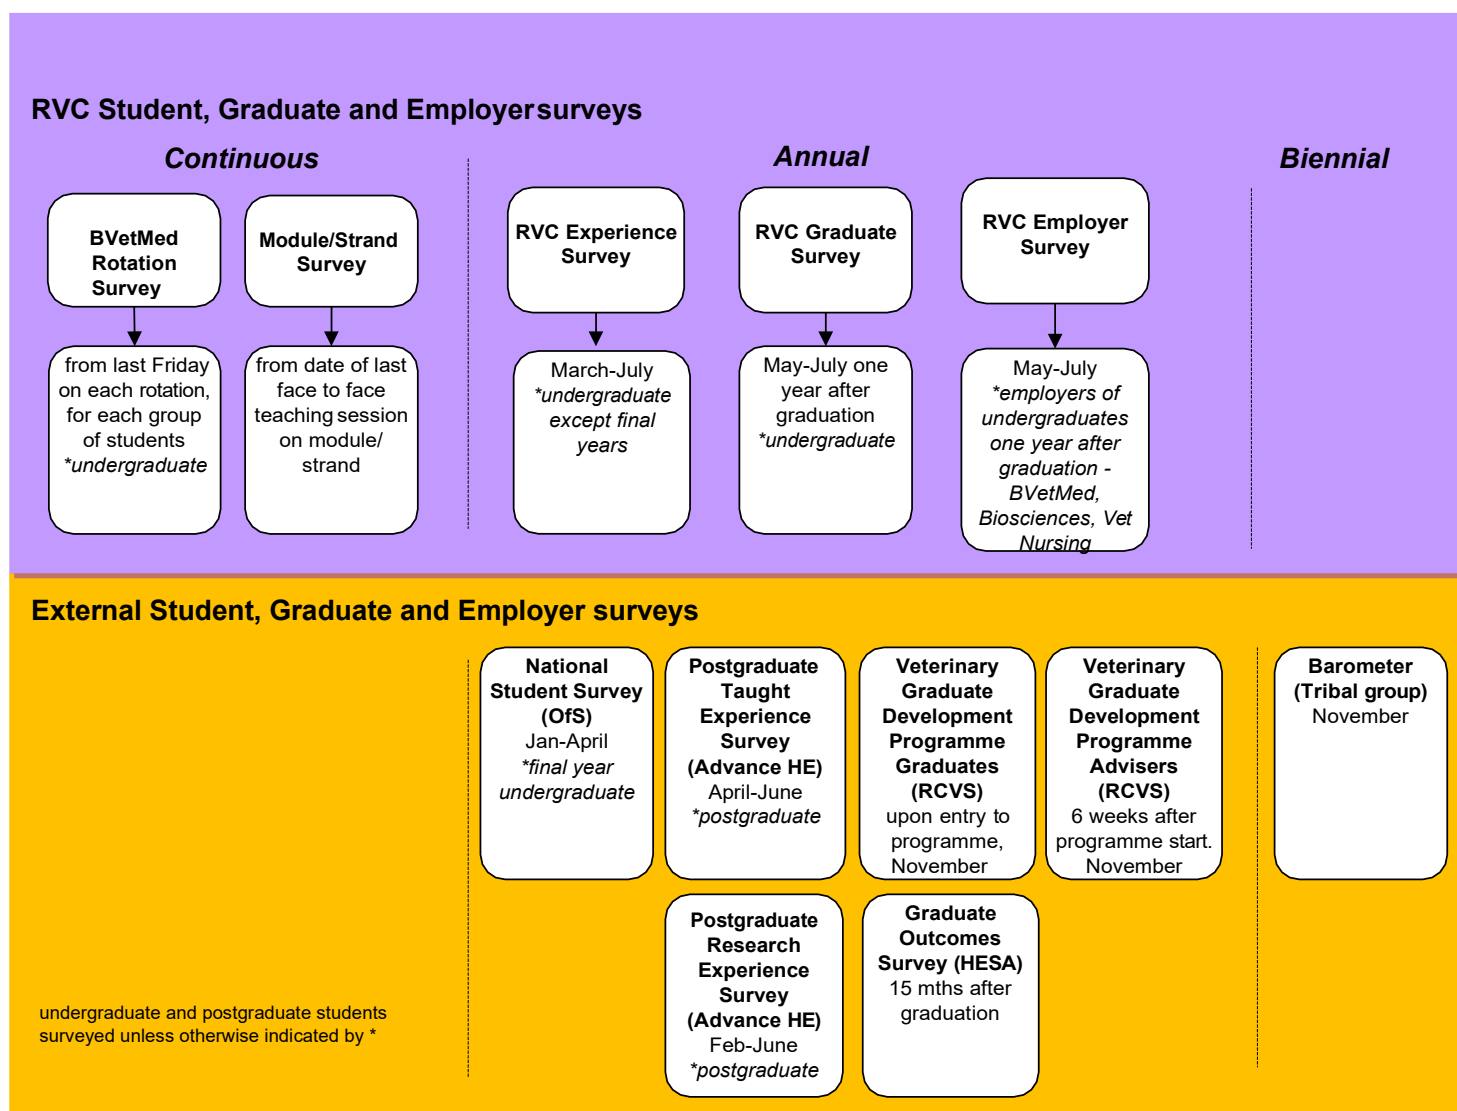 RVC Student, Graduate and Employersurveys
Continuous
Annual
Biennial
BVetMed
Rotation
Survey
Module/Strand
Survey
RVC Experience
Survey
RVC Graduate
Survey
RVC Employer
Survey
from last Friday
on each rotation,
for each group
of students
*undergraduate
from date of last
face to face
teaching session
on module/
strand
March-July
*undergraduate
except final
years
May-July one
year after
graduation
*undergraduate
May-July
*employers of
undergraduates
one year after
graduation -
BVetMed,
Biosciences, Vet
Nursing
External Student, Graduate and Employer surveys
National
Student Survey
(OfS)
Jan-April
*final year
undergraduate
Postgraduate
Taught
Experience
Survey
(Advance HE)
April-June
*postgraduate
Veterinary
Graduate
Development
Programme
Graduates
(RCVS)
upon entry to
programme,
November
Veterinary
Graduate
Development
Programme
Advisers
(RCVS)
6 weeks after
programme start.
November
Barometer
(Tribal group)
November
Postgraduate
Research
Experience
Survey
(Advance HE)
Feb-June
*postgraduate
Graduate
Outcomes
Survey (HESA)
15 mths after
graduation
undergraduate and postgraduate students
surveyed unless otherwise indicated by *